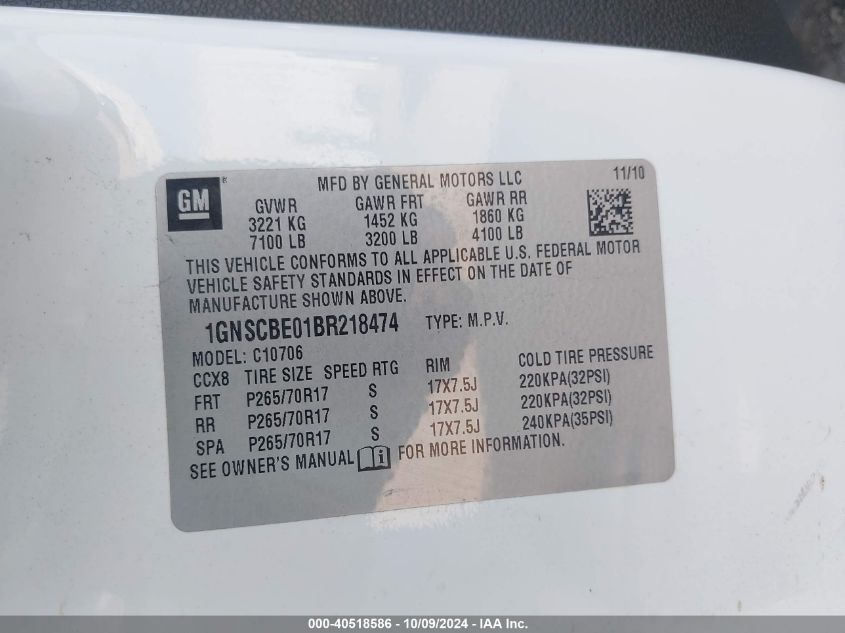 GM® MFD BY GENERAL MOTORS LLC 11/10
GVWR GAWR FRT GAWR RR
3221 KG 1452 KG 1860 KG
7100 LB 3200 LB 4100 LB
THIS VEHICLE CONFORMS TO ALL APPLICABLE U.S. FEDERAL MOTOR
VEHICLE SAFETY STANDARDS IN EFFECT ON THE DATE OF
MANUFACTURE SHOWN ABOVE.
1GNSCBE01BR218474 TYPE: M.P.V.
MODEL: C10706
CCX8 TIRE SIZE SPEED RTG RIM COLD TIRE PRESSURE
FRT P265/70R17 S 17X7.5J 220KPA(32PSI)
RR P265/70R17 S 17X7.5J 220KPA(32PSI)
SPA P265/70R17 S 17X7.5J 240KPA(35PSI)
SEE OWNER'S MANUAL FOR MORE INFORMATION.
000-40518586 - 10/09/2024 - IAA Inc.